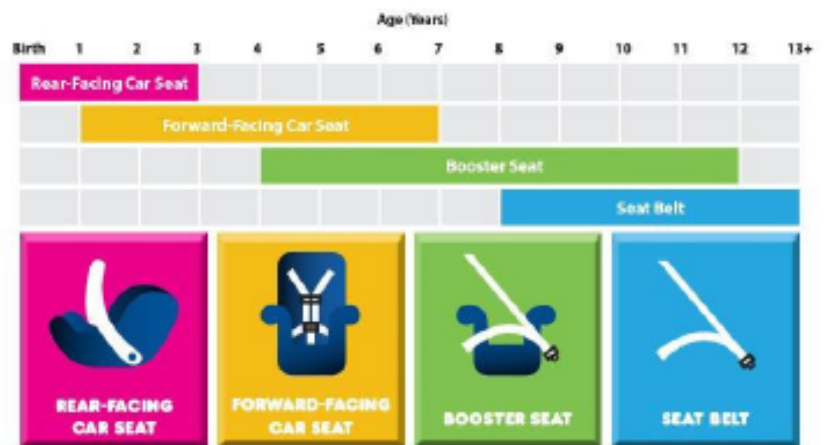 Age (Years)
Birth 1 2 3 4 5 6 7 8 9 10 11 12 13+
Rear-Facing Car Seat
Forward-Facing Car Seat
Booster Seat
Seat Belt
REAR-FACING
CAR SEAT
FORWARD-FACING
CAR SEAT
BOOSTER SEAT
SEAT BELT